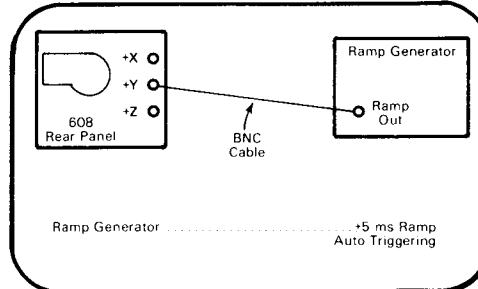 +X
+Y
+Z
608
Rear Panel
BNC
Cable
Ramp Generator
Ramp
Out
Ramp Generator ........................ +5 ms Ramp
Auto Triggering